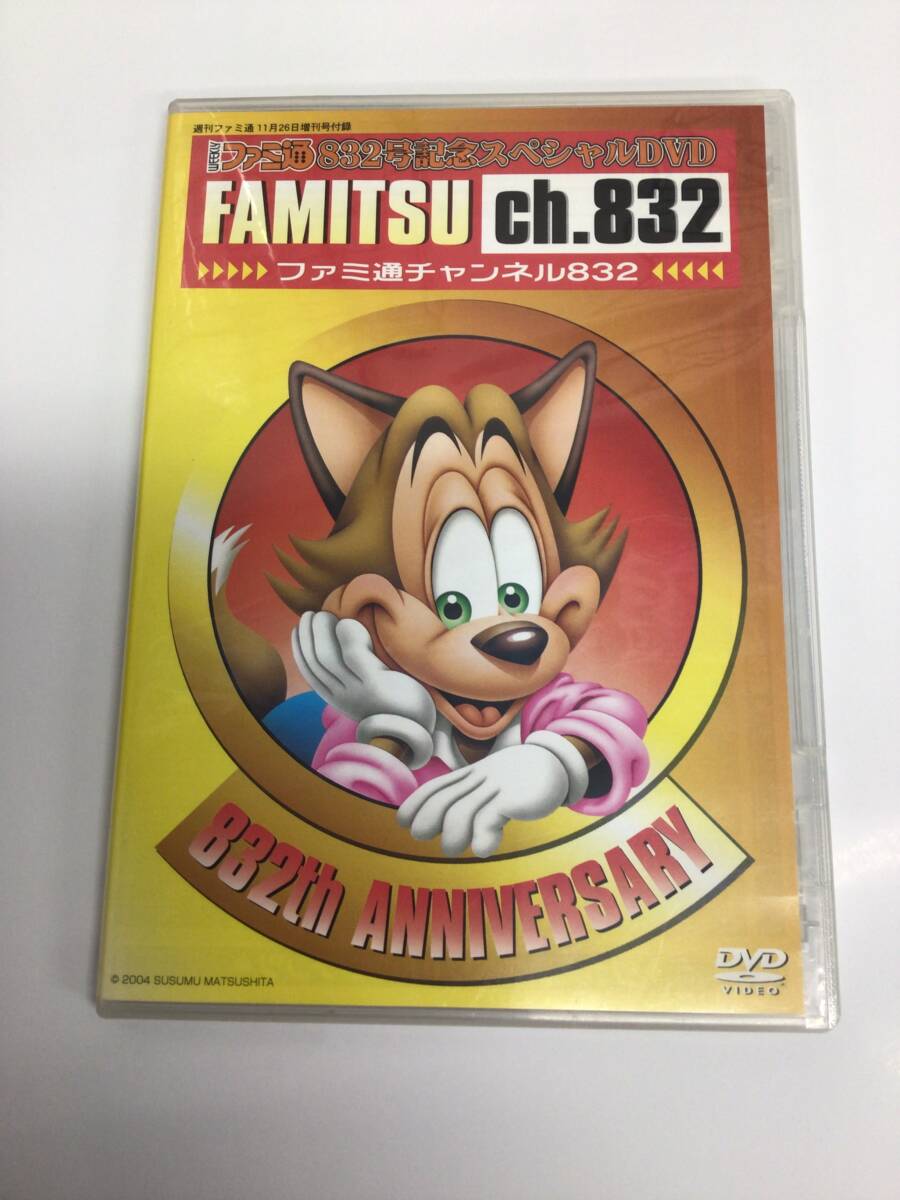 週刊ファミ通 11月26日増刊号付録
WEEKLY ファミ通 832号記念スペシャルDVD
FAMITSU ch.832
ファミ通チャンネル832
832th ANNIVERSARY
© 2004 SUSUMU MATSUSHITA
DVD
VIDEO